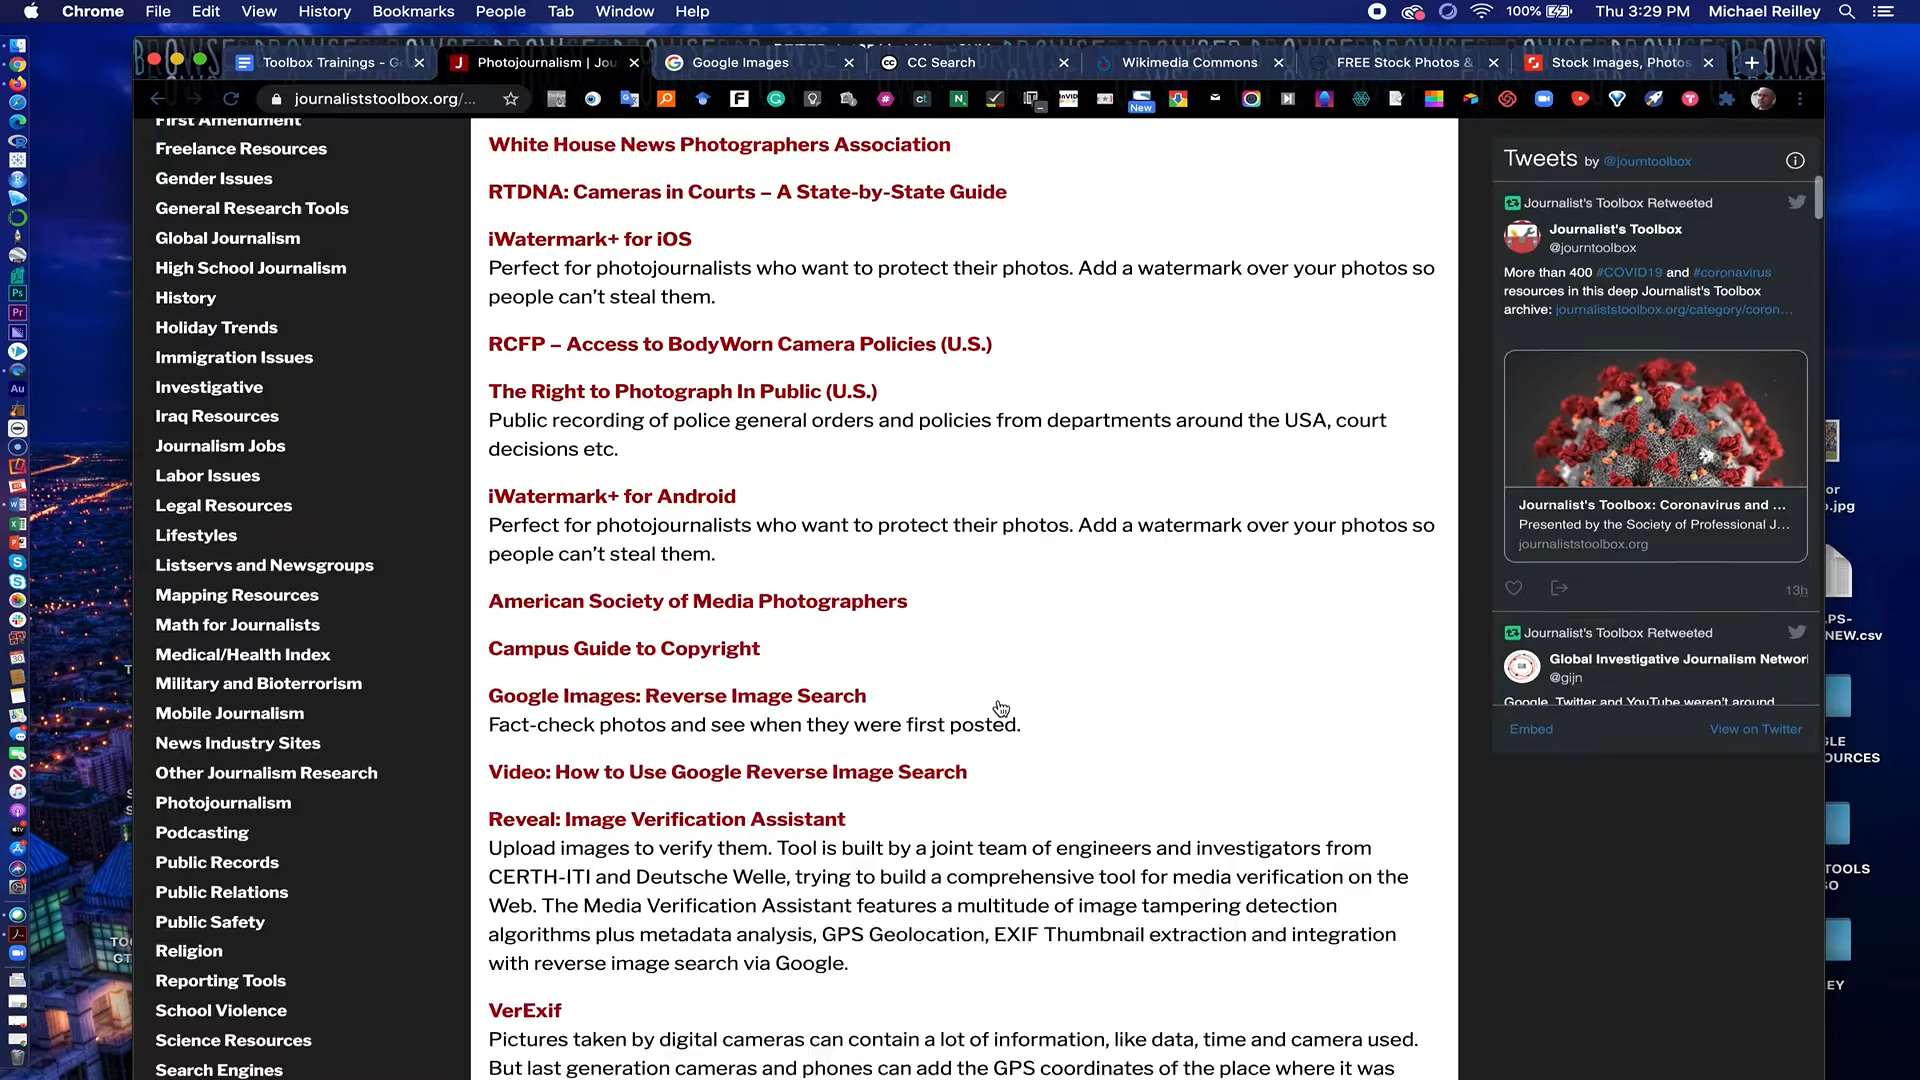 Chrome File Edit View History Bookmarks People Tab Window Help 100% Thu 3:29 PM Michael Reilley
Toolbox Trainings - G
Photojournalism | Jou
Google Images
CC Search
Wikimedia Commons
FREE Stock Photos &
Stock Images, Photos
journaliststoolbox.org/...
New
First Amendment
Freelance Resources
Gender Issues
General Research Tools
Global Journalism
High School Journalism
History
Holiday Trends
Immigration Issues
Investigative
Iraq Resources
Journalism Jobs
Labor Issues
Legal Resources
Lifestyles
Listservs and Newsgroups
Mapping Resources
Math for Journalists
Medical/Health Index
Military and Bioterrorism
Mobile Journalism
News Industry Sites
Other Journalism Research
Photojournalism
Podcasting
Public Records
Public Relations
Public Safety
Religion
Reporting Tools
School Violence
Science Resources
Search Engines
White House News Photographers Association
RTDNA: Cameras in Courts – A State-by-State Guide
iWatermark+ for iOS
Perfect for photojournalists who want to protect their photos. Add a watermark over your photos so
people can’t steal them.
RCFP – Access to BodyWorn Camera Policies (U.S.)
The Right to Photograph In Public (U.S.)
Public recording of police general orders and policies from departments around the USA, court
decisions etc.
iWatermark+ for Android
Perfect for photojournalists who want to protect their photos. Add a watermark over your photos so
people can’t steal them.
American Society of Media Photographers
Campus Guide to Copyright
Google Images: Reverse Image Search
Fact-check photos and see when they were first posted.
Video: How to Use Google Reverse Image Search
Reveal: Image Verification Assistant
Upload images to verify them. Tool is built by a joint team of engineers and investigators from
CERTH-ITI and Deutsche Welle, trying to build a comprehensive tool for media verification on the
Web. The Media Verification Assistant features a multitude of image tampering detection
algorithms plus metadata analysis, GPS Geolocation, EXIF Thumbnail extraction and integration
with reverse image search via Google.
VerExif
Pictures taken by digital cameras can contain a lot of information, like data, time and camera used.
But last generation cameras and phones can add the GPS coordinates of the place where it was
Tweets by @journtoolbox
Journalist's Toolbox Retweeted
Journalist's Toolbox
@journtoolbox
More than 400 #COVID19 and #coronavirus
resources in this deep Journalist's Toolbox
archive: journaliststoolbox.org/category/coron...
Journalist's Toolbox: Coronavirus and ...
Presented by the Society of Professional J...
journaliststoolbox.org
13h
Journalist's Toolbox Retweeted
Global Investigative Journalism Networ
@gijn
Google, Twitter and YouTube weren't around
Embed View on Twitter